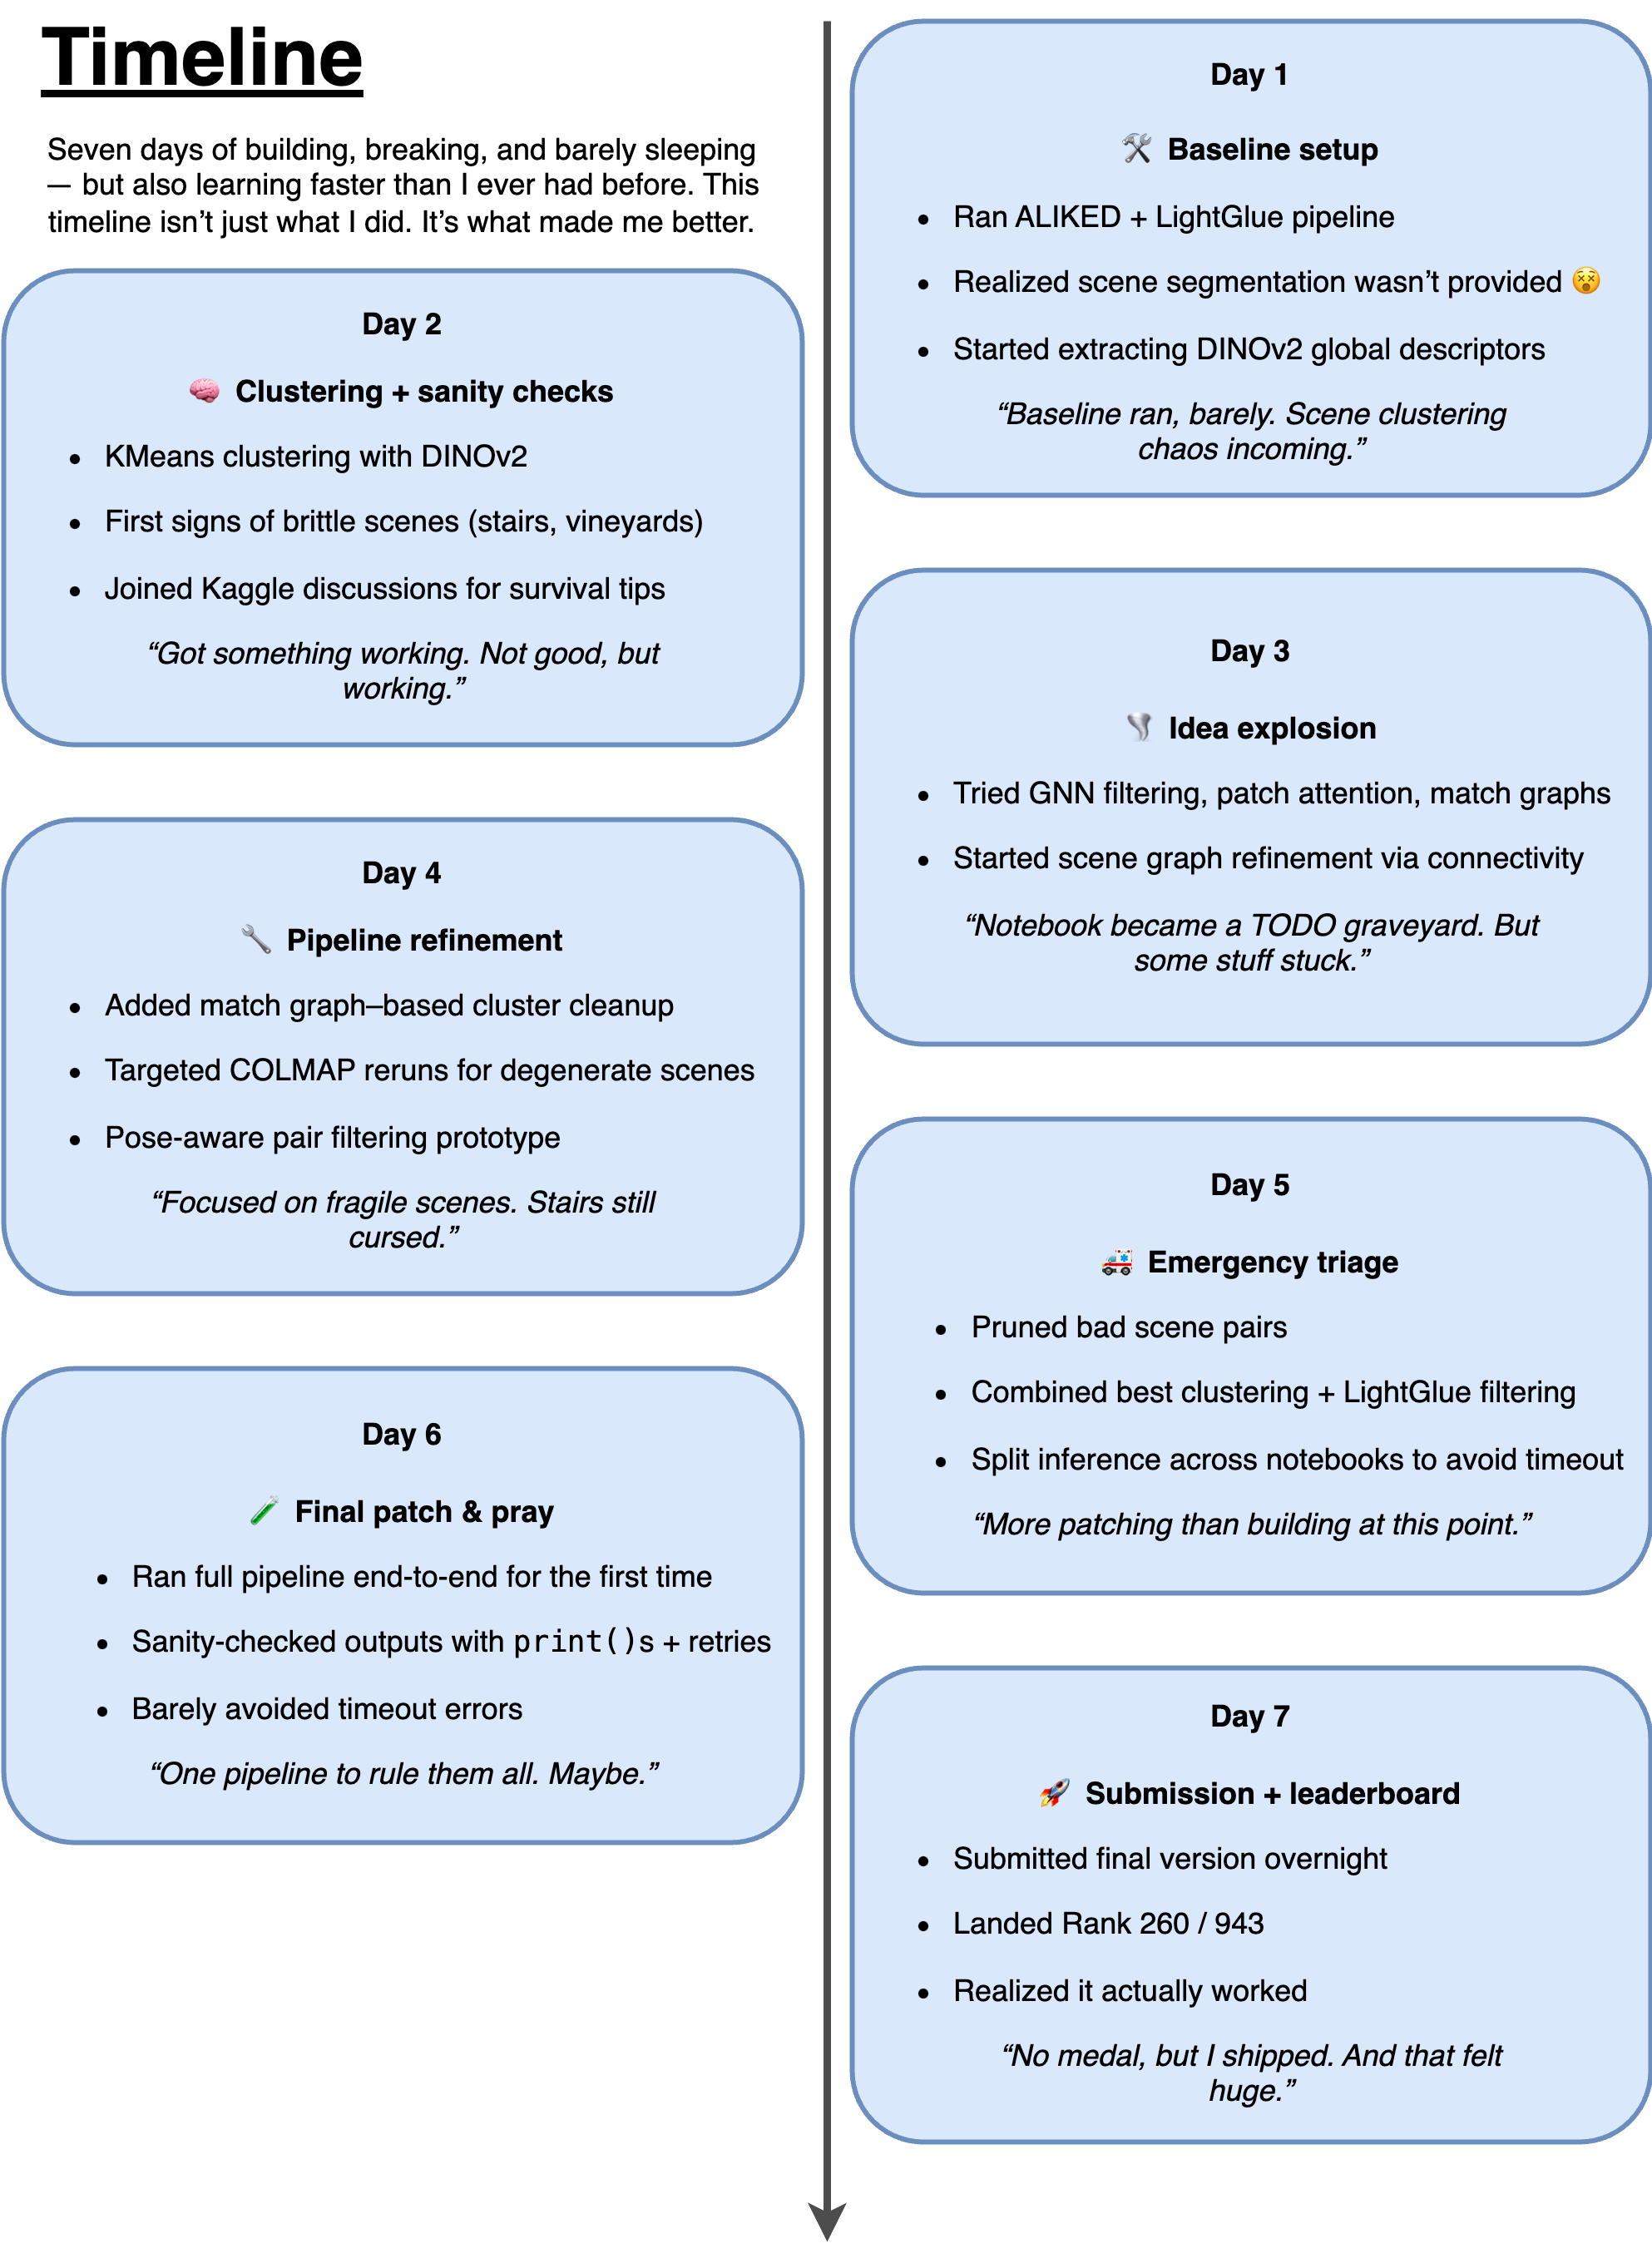 Timeline
Seven days of building, breaking, and barely sleeping
— but also learning faster than I ever had before. This
timeline isn’t just what I did. It’s what made me better.
Day 1
🛠️ Baseline setup
• Ran ALIKED + LightGlue pipeline
• Realized scene segmentation wasn’t provided 😵
• Started extracting DINOv2 global descriptors
“Baseline ran, barely. Scene clustering
chaos incoming.”
Day 2
🧠 Clustering + sanity checks
• KMeans clustering with DINOv2
• First signs of brittle scenes (stairs, vineyards)
• Joined Kaggle discussions for survival tips
“Got something working. Not good, but
working.”
Day 3
🌪️ Idea explosion
• Tried GNN filtering, patch attention, match graphs
• Started scene graph refinement via connectivity
“Notebook became a TODO graveyard. But
some stuff stuck.”
Day 4
🔧 Pipeline refinement
• Added match graph–based cluster cleanup
• Targeted COLMAP reruns for degenerate scenes
• Pose-aware pair filtering prototype
“Focused on fragile scenes. Stairs still
cursed.”
Day 5
🚑 Emergency triage
• Pruned bad scene pairs
• Combined best clustering + LightGlue filtering
• Split inference across notebooks to avoid timeout
“More patching than building at this point.”
Day 6
🧪 Final patch & pray
• Ran full pipeline end-to-end for the first time
• Sanity-checked outputs with print()s + retries
• Barely avoided timeout errors
“One pipeline to rule them all. Maybe.”
Day 7
🚀 Submission + leaderboard
• Submitted final version overnight
• Landed Rank 260 / 943
• Realized it actually worked
“No medal, but I shipped. And that felt
huge.”